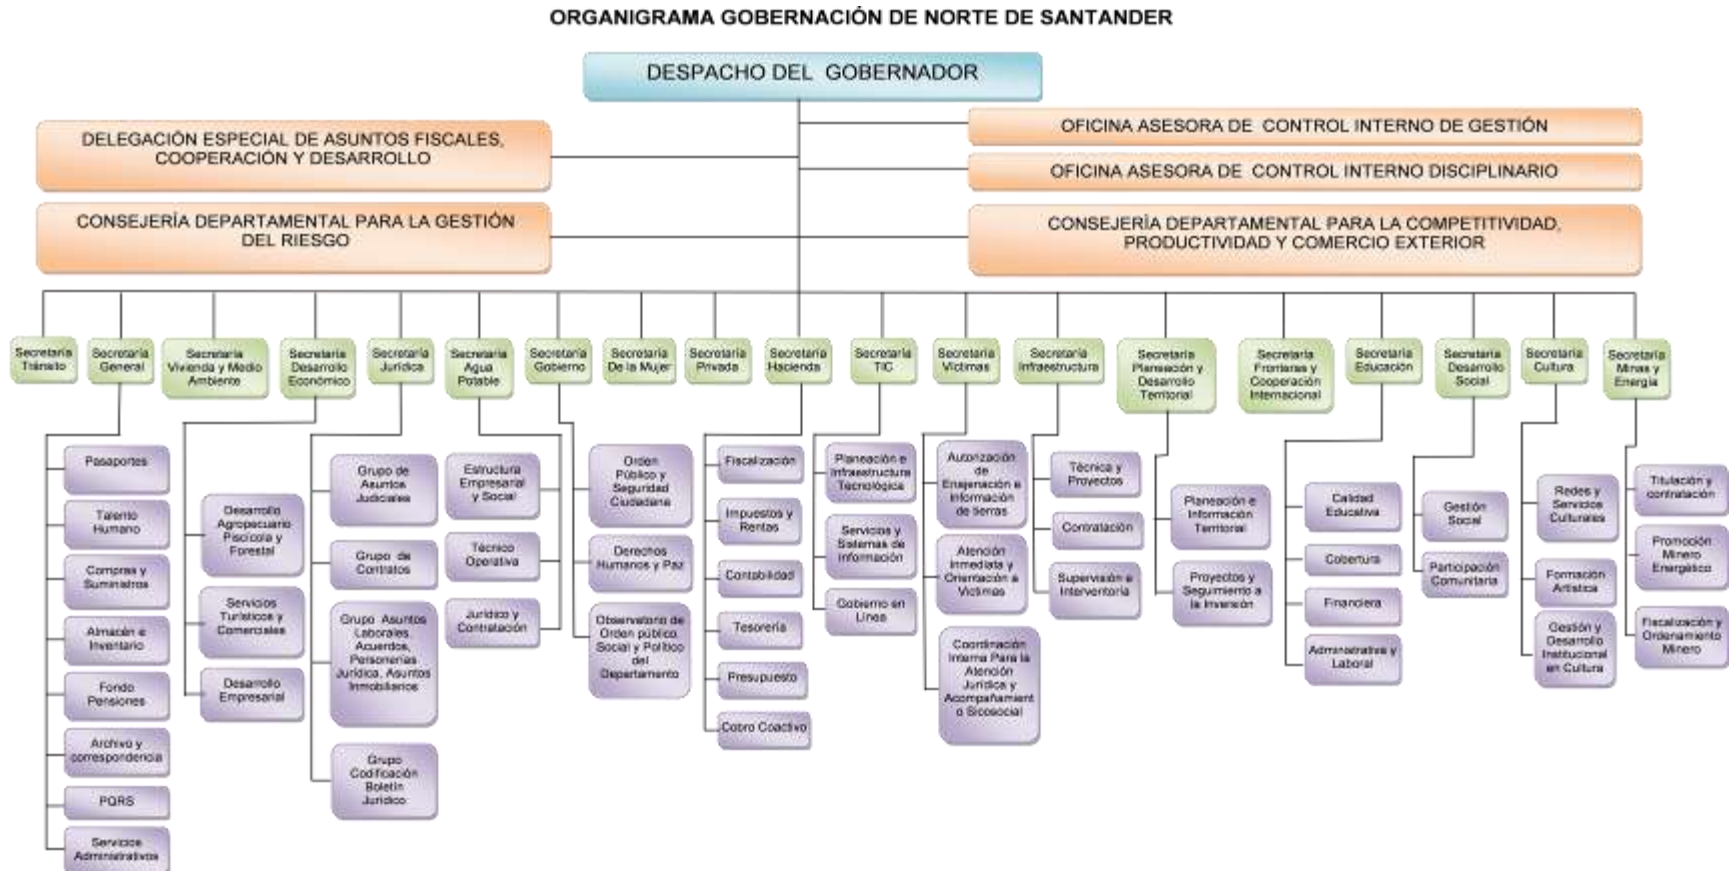 ORGANIGRAMA GOBERNACIÓN DE NORTE DE SANTANDER
DESPACHO DEL GOBERNADOR
DELEGACIÓN ESPECIAL DE ASUNTOS FISCALES,
COOPERACIÓN Y DESARROLLO
OFICINA ASESORA DE CONTROL INTERNO DE GESTIÓN
OFICINA ASESORA DE CONTROL INTERNO DISCIPLINARIO
CONSEJERÍA DEPARTAMENTAL PARA LA GESTIÓN
DEL RIESGO
CONSEJERÌA DEPARTAMENTAL PARA LA COMPETITIVIDAD,
PRODUCTIVIDAD Y COMERCIO EXTERIOR
Secretaría
Tránsito
Secretaría
General
Secretaría
Vivienda y Medio
Ambiente
Secretaría
Desarrollo
Económico
Secretaría
Jurídica
Secretaría
Agua
Potable
Secretaría
Gobierno
Secretaría
De la Mujer
Secretaría
Privada
Secretaría
Hacienda
Secretaría
TIC
Secretaría
Víctimas
Secretaría
Infraestructura
Secretaría
Planeación y
Desarrollo
Territorial
Secretaría
Fronteras y
Cooperación
Internacional
Secretaría
Educación
Secretaría
Desarrollo
Social
Secretaría
Cultura
Secretaría
Minas y
Energía
Pasaportes
Talento
Humano
Compras y
Suministros
Almacén e
Inventario
Fondo
Pensiones
Archivo y
correspondencia
PQRS
Servicios
Administrativos
Desarrollo
Agropecuario
Piscícola y
Forestal
Servicios
Turísticos y
Comerciales
Desarrollo
Empresarial
Grupo de
Asuntos
Judiciales
Grupo de
Contratos
Grupo Asuntos
Laborales,
Acuerdos,
Personerías
Jurídica, Asuntos
Inmobiliarios
Grupo
Codificación
Boletín
Jurídico
Estructura
Empresarial
y Social
Técnico
Operativa
Jurídico y
Contratación
Orden
Público y
Seguridad
Ciudadana
Derechos
Humanos y Paz
Observatorio de
Orden público,
Social y Político
del
Departamento
Fiscalización
Impuestos y
Rentas
Contabilidad
Tesorería
Presupuesto
Cobro Coactivo
Planeación e
Infraestructura
Tecnológica
Servicios y
Sistemas de
Información
Gobierno en
Línea
Autorización
de
Enajenación e
Información
de tierras
Atención
Inmediata y
Orientación a
Víctimas
Coordinación
Interna Para la
Atención
Jurídica y
Acompañamient
o Sicosocial
Técnica y
Proyectos
Contratación
Supervisión e
Interventoría
Planeación e
Información
Territorial
Proyectos y
Seguimiento a
la Inversión
Calidad
Educativa
Cobertura
Financiera
Administrativa y
Laboral
Gestión
Social
Participación
Comunitaria
Redes y
Servicios
Culturales
Formación
Artística
Gestión y
Desarrollo
Institucional
en Cultura
Titulación y
contratación
Promoción
Minero
Energético
Fiscalización y
Ordenamiento
Minero